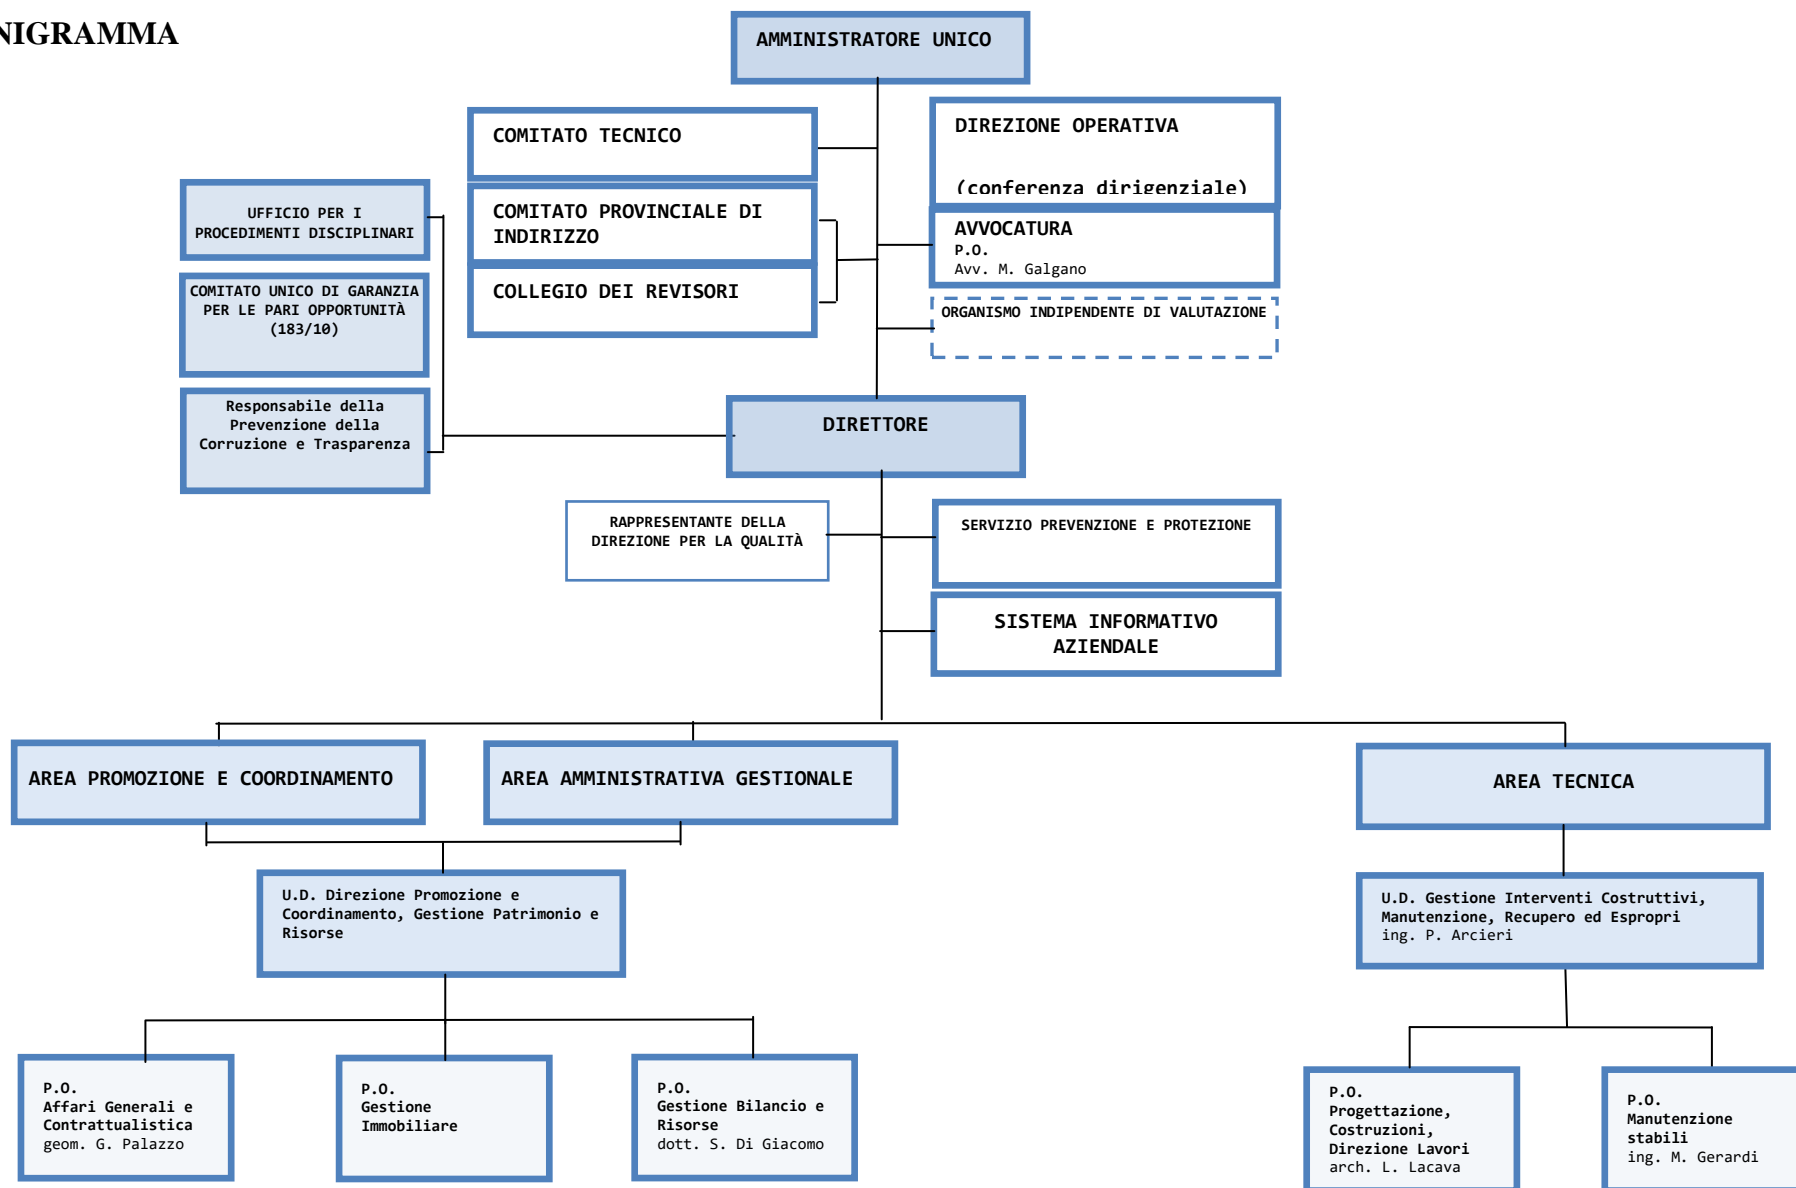 NIGRAMMA
AMMINISTRATORE UNICO
COMITATO TECNICO
DIREZIONE OPERATIVA
(conferenza dirigenziale)
UFFICIO PER I
PROCEDIMENTI DISCIPLINARI
COMITATO PROVINCIALE DI
INDIRIZZO
AVVOCATURA
P.O.
Avv. M. Galgano
COMITATO UNICO DI GARANZIA
PER LE PARI OPPORTUNITÀ
(183/10)
COLLEGIO DEI REVISORI
ORGANISMO INDIPENDENTE DI VALUTAZIONE
Responsabile della
Prevenzione della
Corruzione e Trasparenza
DIRETTORE
RAPPRESENTANTE DELLA
DIREZIONE PER LA QUALITÀ
SERVIZIO PREVENZIONE E PROTEZIONE
SISTEMA INFORMATIVO
AZIENDALE
AREA PROMOZIONE E COORDINAMENTO
AREA AMMINISTRATIVA GESTIONALE
AREA TECNICA
U.D. Direzione Promozione e
Coordinamento, Gestione Patrimonio e
Risorse
U.D. Gestione Interventi Costruttivi,
Manutenzione, Recupero ed Espropri
ing. P. Arcieri
P.O.
Affari Generali e
Contrattualistica
geom. G. Palazzo
P.O.
Gestione
Immobiliare
P.O.
Gestione Bilancio e
Risorse
dott. S. Di Giacomo
P.O.
Progettazione,
Costruzioni,
Direzione Lavori
arch. L. Lacava
P.O.
Manutenzione
stabili
ing. M. Gerardi